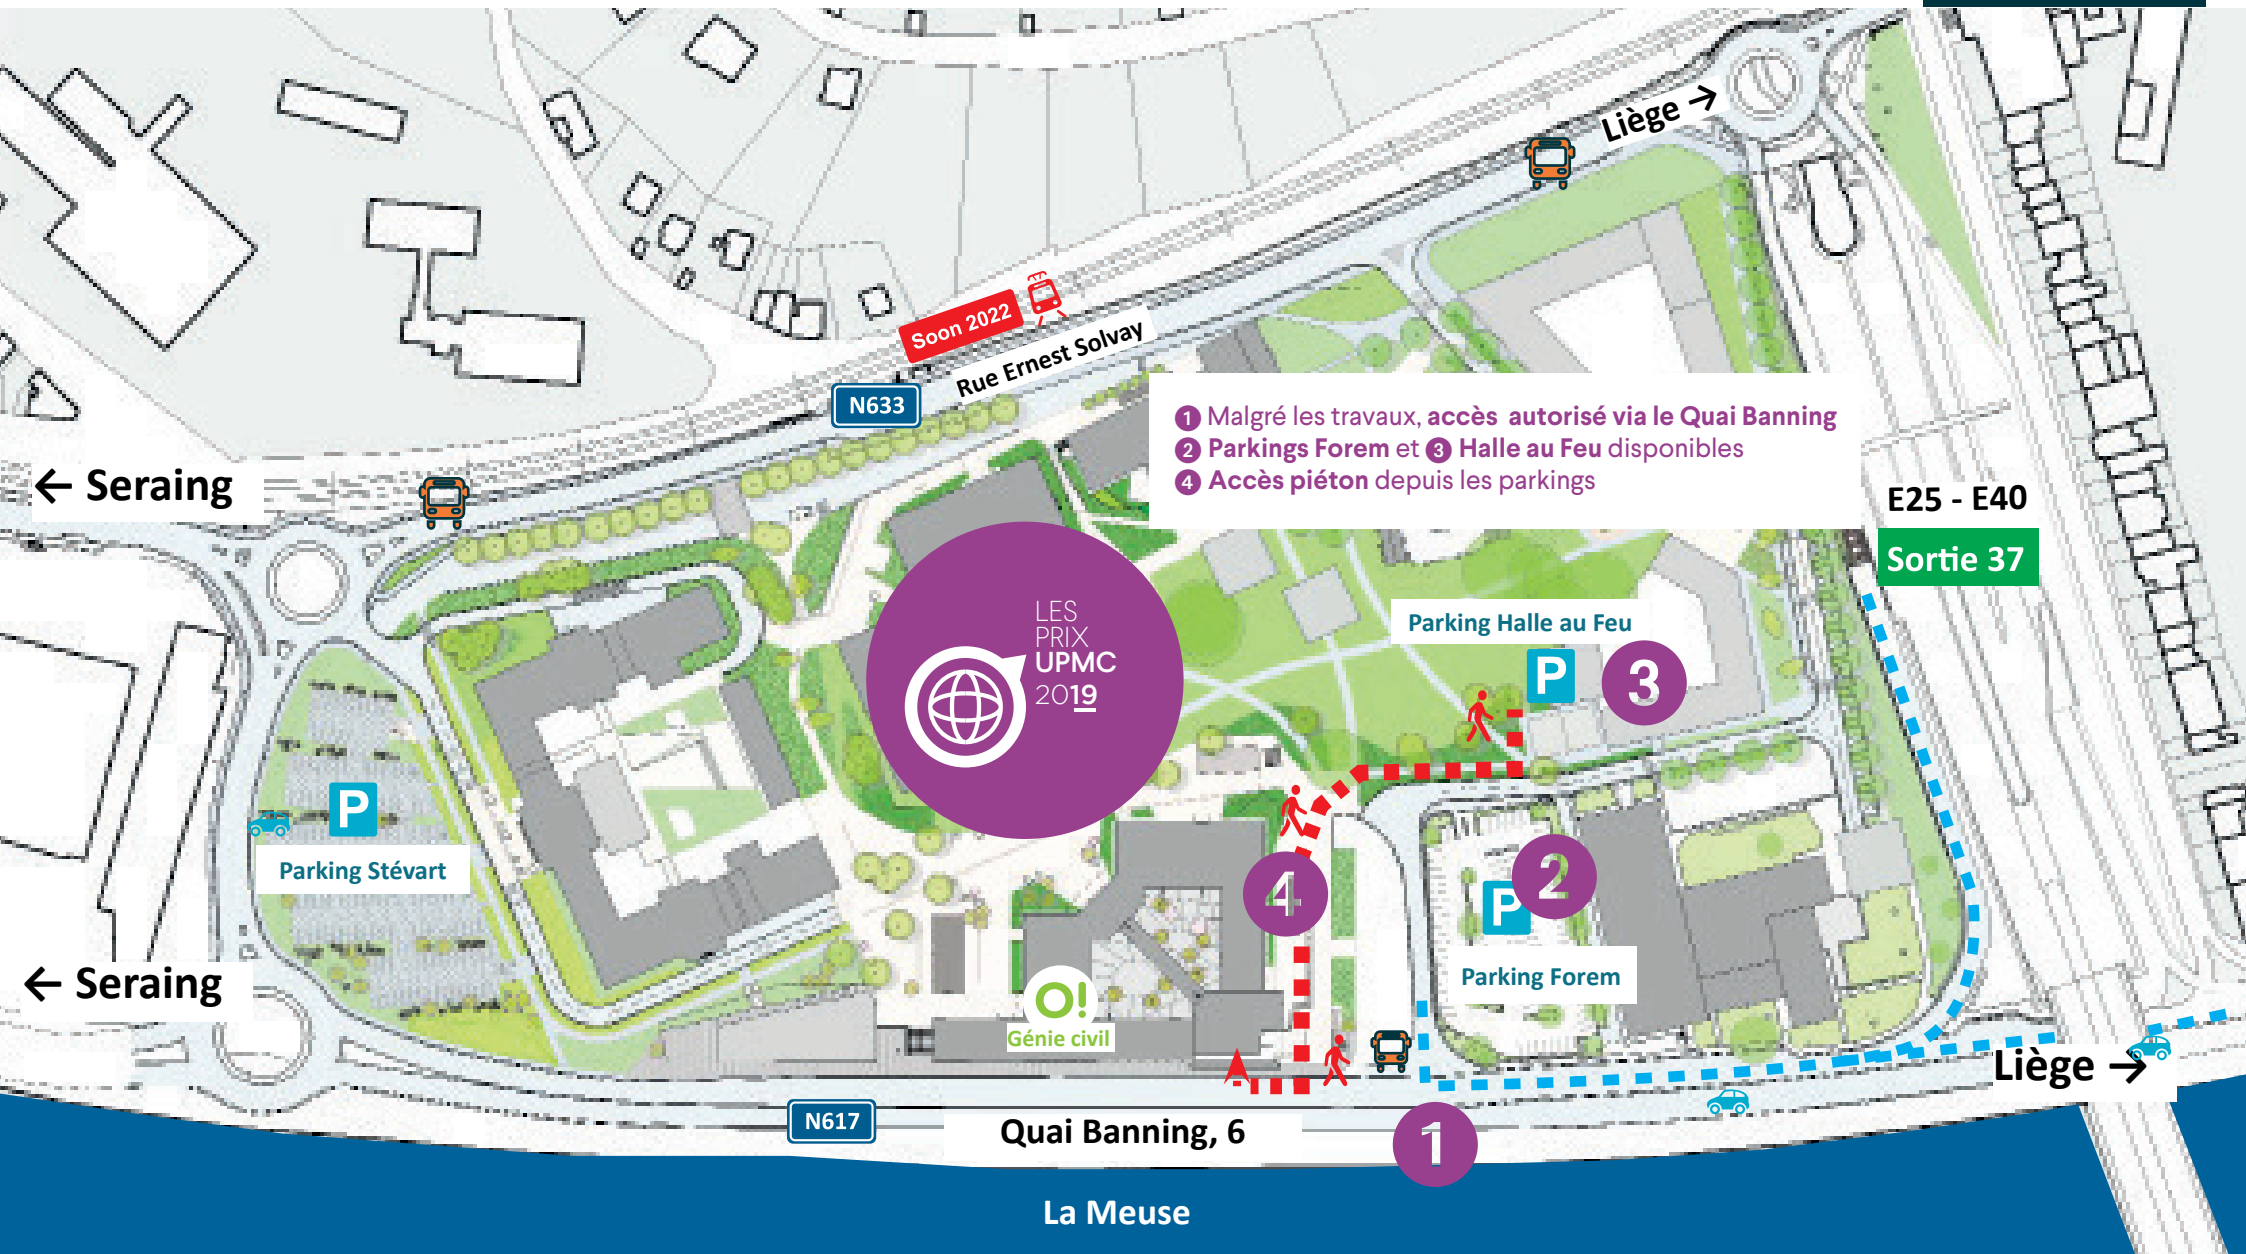 Liège →
Soon 2022
Rue Ernest Solvay
N633
1 Malgré les travaux, accès autorisé via le Quai Banning
2 Parkings Forem et 3 Halle au Feu disponibles
4 Accès piéton depuis les parkings
← Seraing
E25 - E40
Sortie 37
LES
PRIX
UPMC
2019
Parking Halle au Feu
P
3
P
Parking Stévart
4
2
P
Parking Forem
← Seraing
O!
Génie civil
Liège →
N617
Quai Banning, 6
1
La Meuse